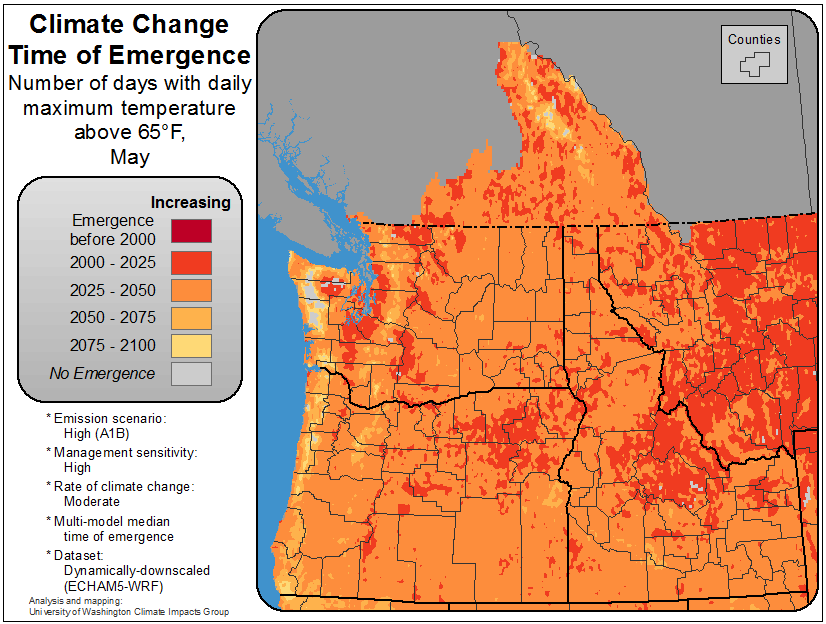 Climate Change
Time of Emergence
Number of days with daily
maximum temperature
above 65°F,
May
Increasing
Emergence
before 2000
2000 - 2025
2025 - 2050
2050 - 2075
2075 - 2100
No Emergence
* Emission scenario:
High (A1B)
* Management sensitivity:
High
* Rate of climate change:
Moderate
* Multi-model median
time of emergence
* Dataset:
Dynamically-downscaled
(ECHAM5-WRF)
Analysis and mapping:
University of Washington Climate Impacts Group
Counties